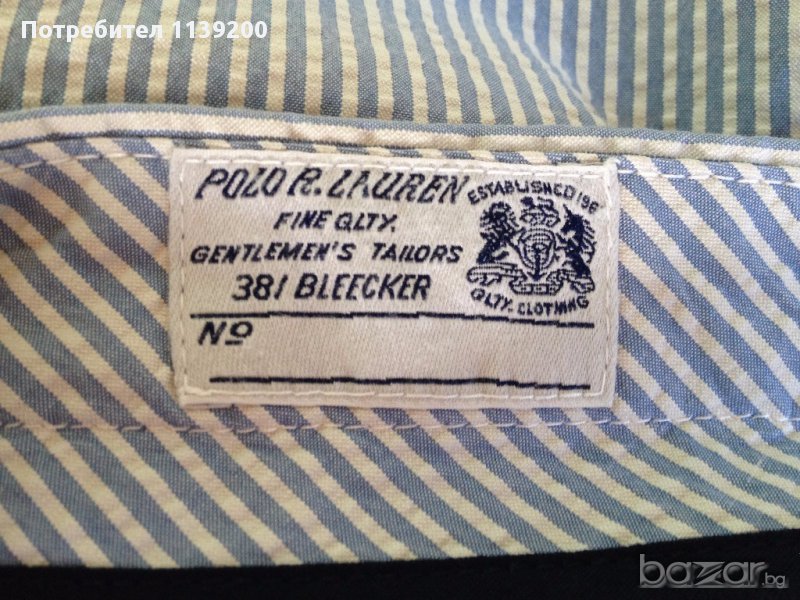 Потребител 1139200
POLO R. LAUREN
FINE QLTY.
GENTLEMEN'S TAILORS
381 BLEECKER
ESTABLISHED 196
QLTY. CLOTHING
Nº
bazar.bg